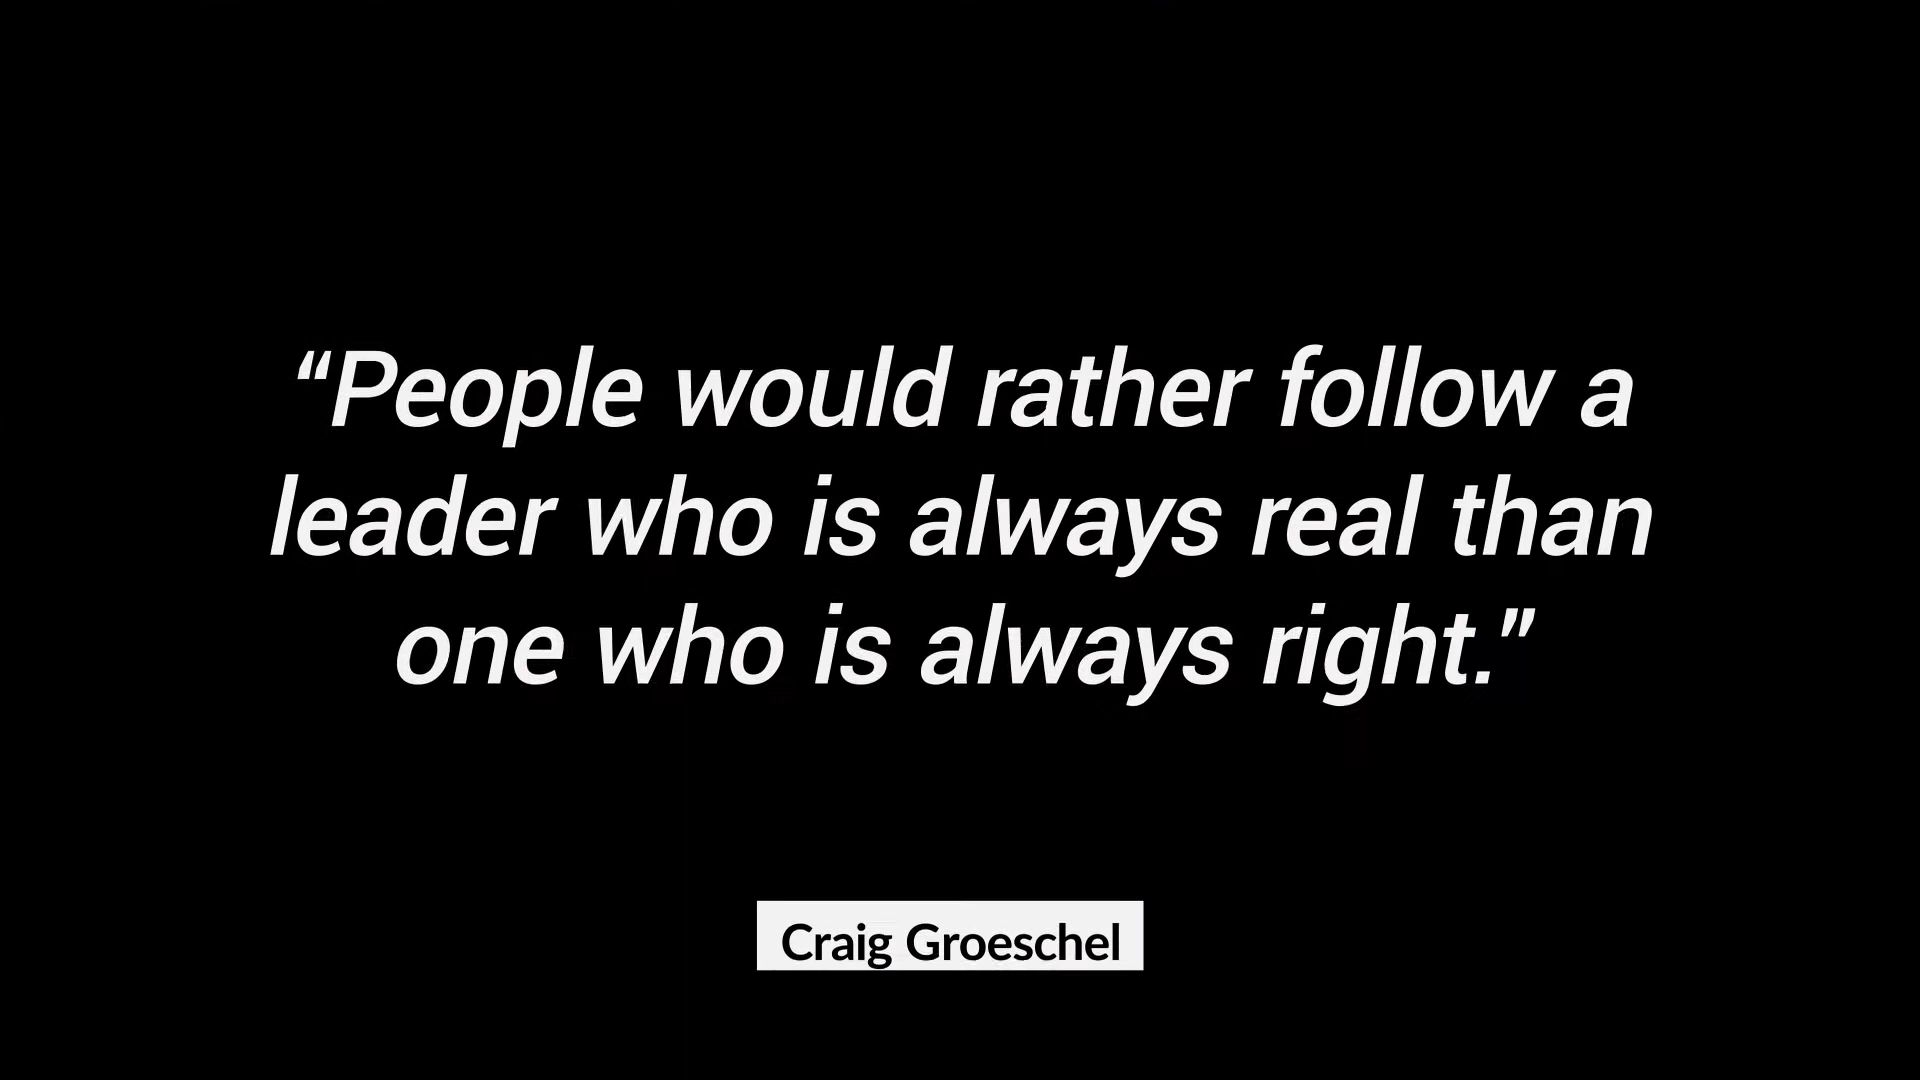 “People would rather follow a
leader who is always real than
one who is always right.”
Craig Groeschel